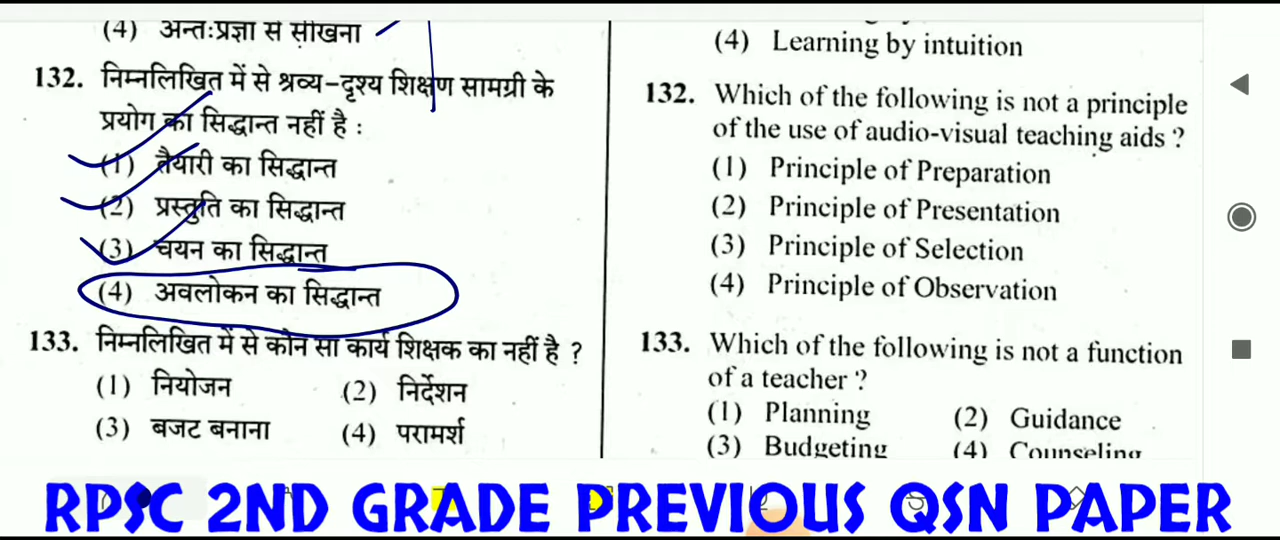 (4) अन्तःप्रज्ञा से सीखना
132. निम्नलिखित में से श्रव्य-दृश्य शिक्षण सामग्री के
प्रयोग का सिद्धान्त नहीं है :
(1) तैयारी का सिद्धान्त
(2) प्रस्तुति का सिद्धान्त
(3) चयन का सिद्धान्त
(4) अवलोकन का सिद्धान्त
133. निम्नलिखित में से कौन सा कार्य शिक्षक का नहीं है ?
(1) नियोजन (2) निर्देशन
(3) बजट बनाना (4) परामर्श
(4) Learning by intuition
132. Which of the following is not a principle
of the use of audio-visual teaching aids ?
(1) Principle of Preparation
(2) Principle of Presentation
(3) Principle of Selection
(4) Principle of Observation
133. Which of the following is not a function
of a teacher ?
(1) Planning (2) Guidance
(3) Budgeting (4) Counseling
RPSC 2ND GRADE PREVIOUS QSN PAPER